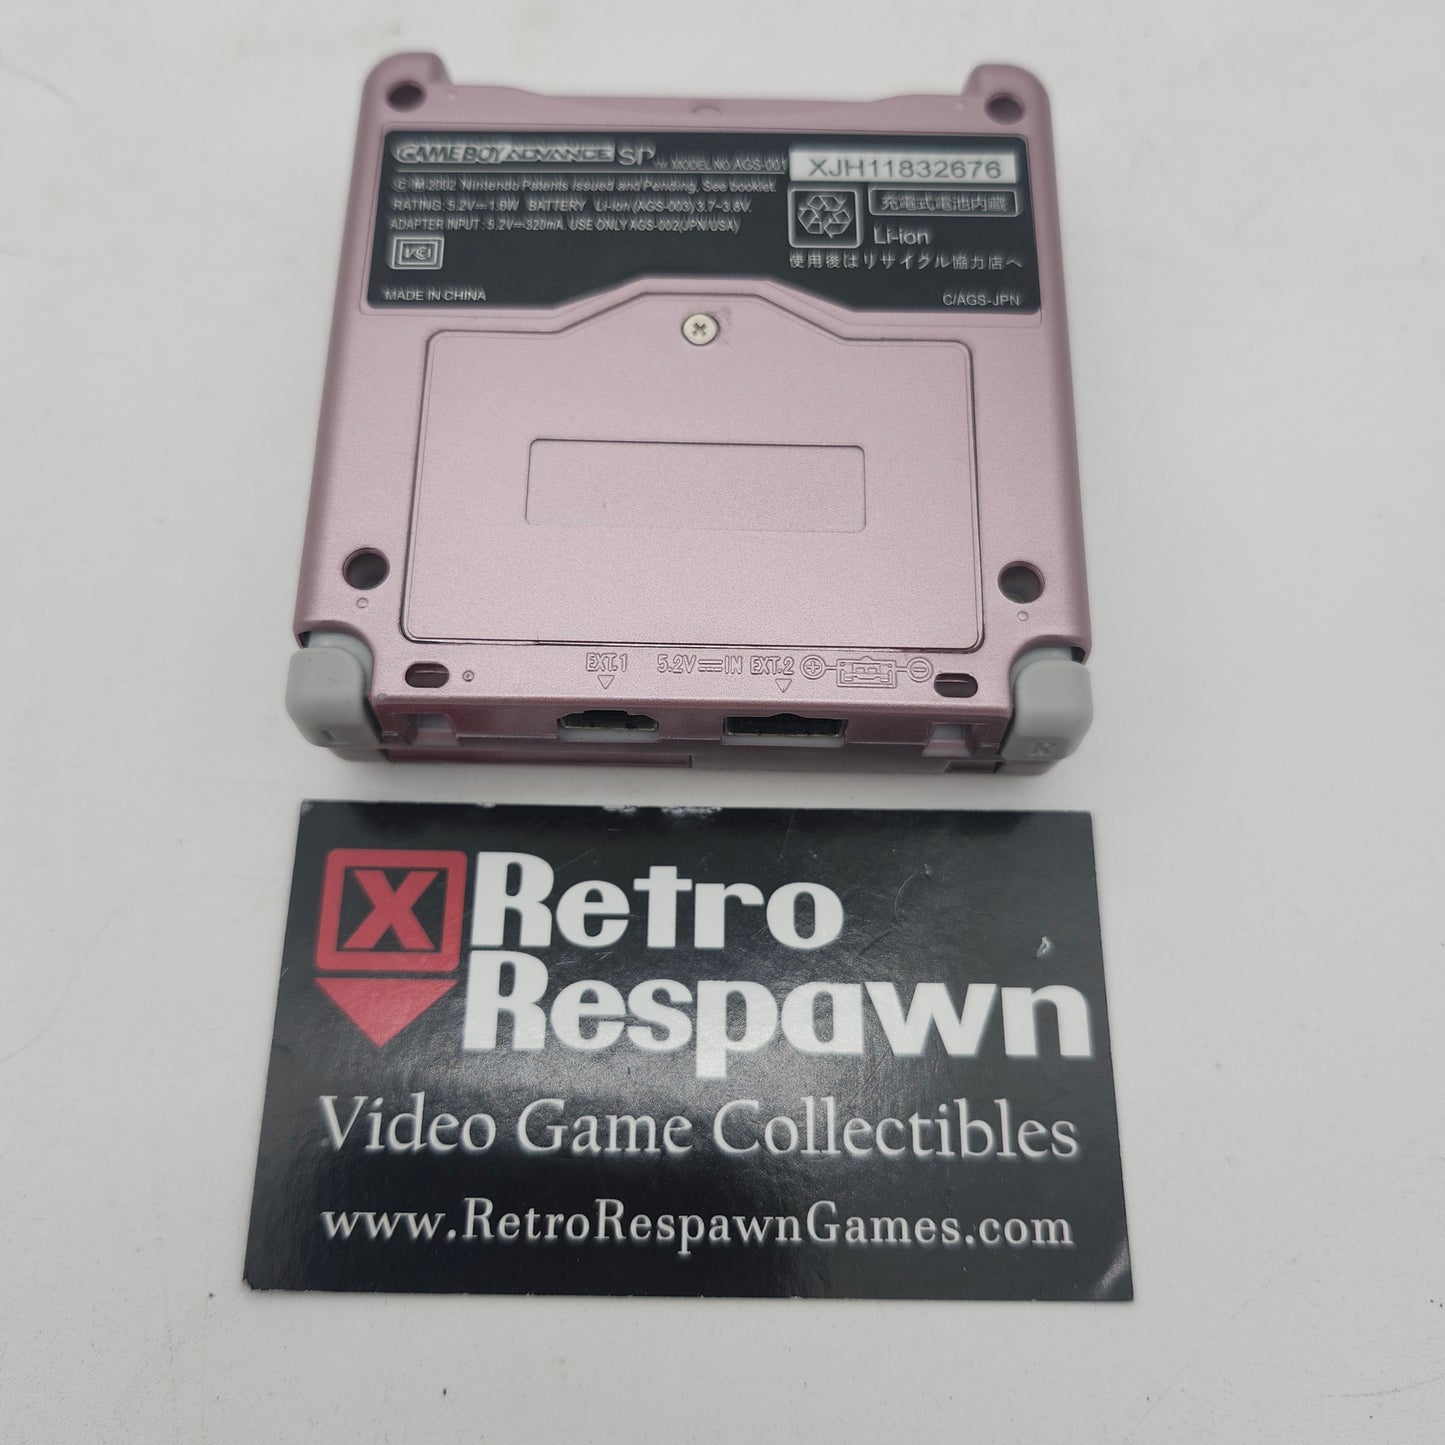 GAME BOY ADVANCE SP TM MODEL NO. AGS-001
XJH11832676
© 2002 Nintendo Patents Issued and Pending, See booklet.
RATING: 5.2V⎓1.6W BATTERY Li-ion (AGS-003) 3.7-3.8V.
ADAPTER INPUT: 5.2V⎓320mA. USE ONLY AGS-002(JPN/USA)
充電式電池内蔵
Li-ion
使用後はリサイクル協力店へ
VCI
MADE IN CHINA
C/AGS-JPN
EXT.1 5.2V⎓IN EXT.2
L R
X Retro
Respawn
Video Game Collectibles
www.RetroRespawnGames.com